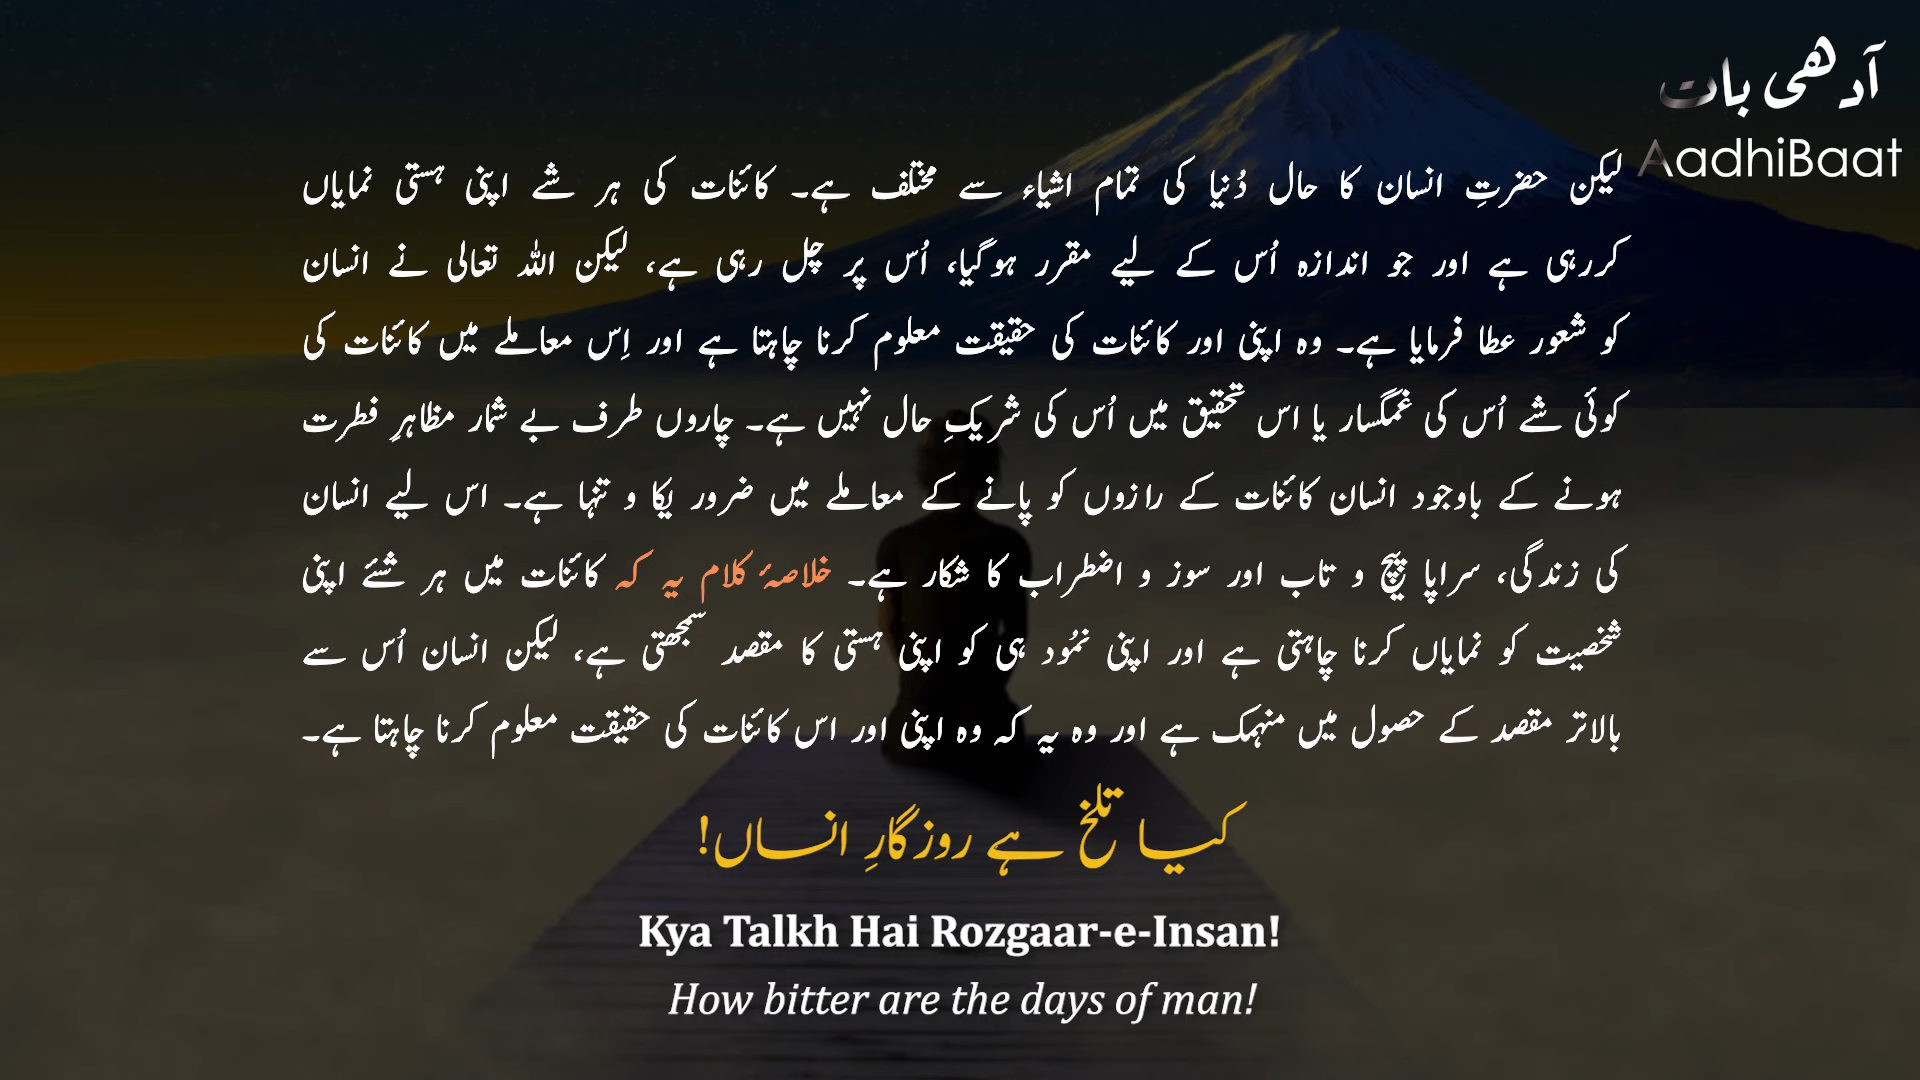 آدھی بات
AadhiBaat
لیکن حضرتِ انسان کا حال دُنیا کی تمام اشیاء سے مختلف ہے۔ کائنات کی ہر شے اپنی ہستی نمایاں
کررہی ہے اور جو اندازہ اُس کے لیے مقرر ہوگیا، اُس پر چل رہی ہے، لیکن اللہ تعالی نے انسان
کو شعور عطا فرمایا ہے۔ وہ اپنی اور کائنات کی حقیقت معلوم کرنا چاہتا ہے اور اِس معاملے میں کائنات کی
کوئی شے اُس کی غمگسار یا اس تحقیق میں اُس کی شریکِ حال نہیں ہے۔ چاروں طرف بے شمار مظاہرِ فطرت
ہونے کے باوجود انسان کائنات کے رازوں کو پانے کے معاملے میں ضرور یکا و تنہا ہے۔ اس لیے انسان
کی زندگی، سراپا پیچ و تاب اور سوز و اضطراب کا شکار ہے۔ خلاصۂ کلام یہ کہ کائنات میں ہر شئے اپنی
شخصیت کو نمایاں کرنا چاہتی ہے اور اپنی نمُود ہی کو اپنی ہستی کا مقصد سمجھتی ہے، لیکن انسان اُس سے
بالاتر مقصد کے حصول میں منہمک ہے اور وہ یہ کہ وہ اپنی اور اس کائنات کی حقیقت معلوم کرنا چاہتا ہے۔
کیا تلخ ہے روزگارِ انساں!
Kya Talkh Hai Rozgaar-e-Insan!
How bitter are the days of man!